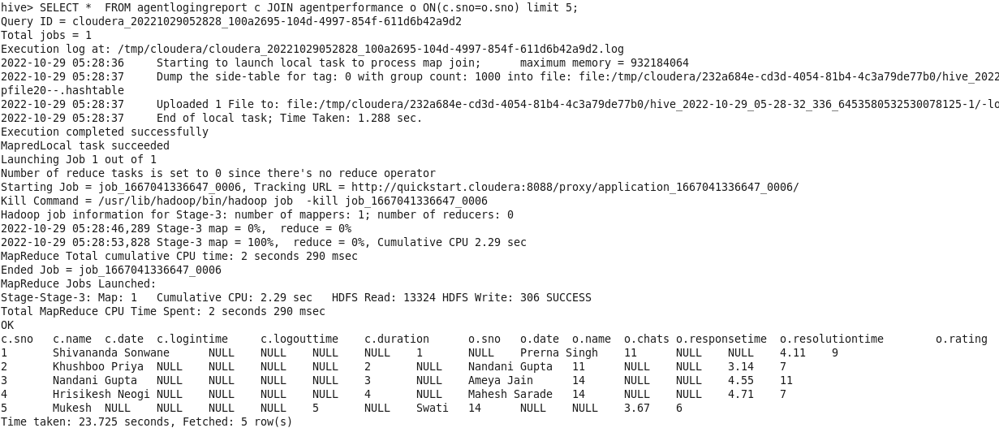 hive> SELECT *  FROM agentlogingreport c JOIN agentperformance o ON(c.sno=o.sno) limit 5;
Query ID = cloudera_20221029052828_100a2695-104d-4997-854f-611d6b42a9d2
Total jobs = 1
Execution log at: /tmp/cloudera/cloudera_20221029052828_100a2695-104d-4997-854f-611d6b42a9d2.log
2022-10-29 05:28:36     Starting to launch local task to process map join;      maximum memory = 932184064
2022-10-29 05:28:37     Dump the side-table for tag: 0 with group count: 1000 into file: file:/tmp/cloudera/232a684e-cd3d-4054-81b4-4c3a79de77b0/hive_2022
pfile20--.hashtable
2022-10-29 05:28:37     Uploaded 1 File to: file:/tmp/cloudera/232a684e-cd3d-4054-81b4-4c3a79de77b0/hive_2022-10-29_05-28-32_336_6453580532530078125-1/-lo
2022-10-29 05:28:37     End of local task; Time Taken: 1.288 sec.
Execution completed successfully
MapredLocal task succeeded
Launching Job 1 out of 1
Number of reduce tasks is set to 0 since there's no reduce operator
Starting Job = job_1667041336647_0006, Tracking URL = http://quickstart.cloudera:8088/proxy/application_1667041336647_0006/
Kill Command = /usr/lib/hadoop/bin/hadoop job  -kill job_1667041336647_0006
Hadoop job information for Stage-3: number of mappers: 1; number of reducers: 0
2022-10-29 05:28:46,289 Stage-3 map = 0%,  reduce = 0%
2022-10-29 05:28:53,828 Stage-3 map = 100%,  reduce = 0%, Cumulative CPU 2.29 sec
MapReduce Total cumulative CPU time: 2 seconds 290 msec
Ended Job = job_1667041336647_0006
MapReduce Jobs Launched:
Stage-Stage-3: Map: 1   Cumulative CPU: 2.29 sec   HDFS Read: 13324 HDFS Write: 306 SUCCESS
Total MapReduce CPU Time Spent: 2 seconds 290 msec
OK
c.sno   c.name  c.date  c.logintime     c.logouttime    c.duration      o.sno   o.date  o.name  o.chats o.responsetime  o.resolutiontime        o.rating
1       Shivananda Sonwane      NULL    NULL    NULL    NULL    1       NULL    Prerna Singh    11      NULL    NULL    4.11    9
2       Khushboo Priya  NULL    NULL    NULL    NULL    2       NULL    Nandani Gupta   11      NULL    NULL    3.14    7
3       Nandani Gupta   NULL    NULL    NULL    NULL    3       NULL    Ameya Jain      14      NULL    NULL    4.55    11
4       Hrisikesh Neogi NULL    NULL    NULL    NULL    4       NULL    Mahesh Sarade   14      NULL    NULL    4.71    7
5       Mukesh  NULL    NULL    NULL    NULL    5       NULL    Swati   14      NULL    NULL    3.67    6
Time taken: 23.725 seconds, Fetched: 5 row(s)